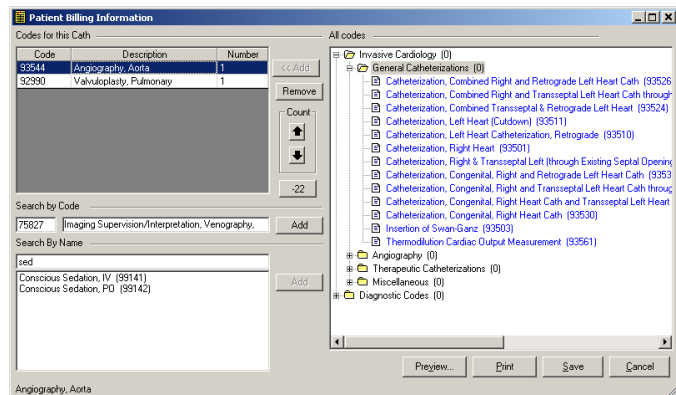 Patient Billing Information
Codes for this Cath
Code Description Number
93544 Angiography, Aorta 1
92990 Valvuloplasty, Pulmonary 1
<< Add
Remove
Count
-22
Search by Code
75827 Imaging Supervision/Interpretation, Venography, Add
Search By Name
sed
Conscious Sedation, IV (99141)
Conscious Sedation, PO (99142)
Add
All codes
Invasive Cardiology (0)
General Catheterizations (0)
Catheterization, Combined Right and Retrograde Left Heart Cath (93526
Catheterization, Combined Right and Transseptal Left Heart Cath through
Catheterization, Combined Transseptal & Retrograde Left Heart (93524)
Catheterization, Left Heart (Cutdown) (93511)
Catheterization, Left Heart Catheterization, Retrograde (93510)
Catheterization, Right Heart (93501)
Catheterization, Right & Transseptal Left (through Existing Septal Opening
Catheterization, Congenital, Right and Retrograde Left Heart Cath (9353
Catheterization, Congenital, Right and Transseptal Left Heart Cath throug
Catheterization, Congenital, Right Heart Cath and Transseptal Left Heart
Catheterization, Congenital, Right Heart Cath (93530)
Insertion of Swan-Ganz (93503)
Thermodilution Cardiac Output Measurement (93561)
Angiography (0)
Therapeutic Catheterizations (0)
Miscellaneous (0)
Diagnostic Codes (0)
Preview... Print Save Cancel
Angiography, Aorta